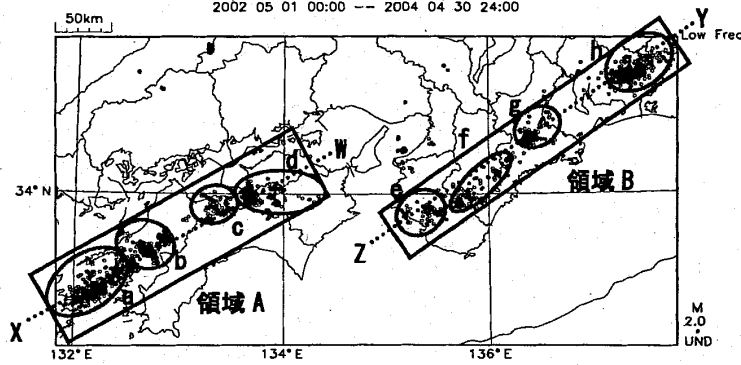 2002 05 01 00:00 -- 2004 04 30 24:00
50km
Y
Low Freq
h
g
f
W
d
34°N
e
領域 B
c
Z
b
a
領域 A
X
M
2.0
UND
132°E
134°E
136°E